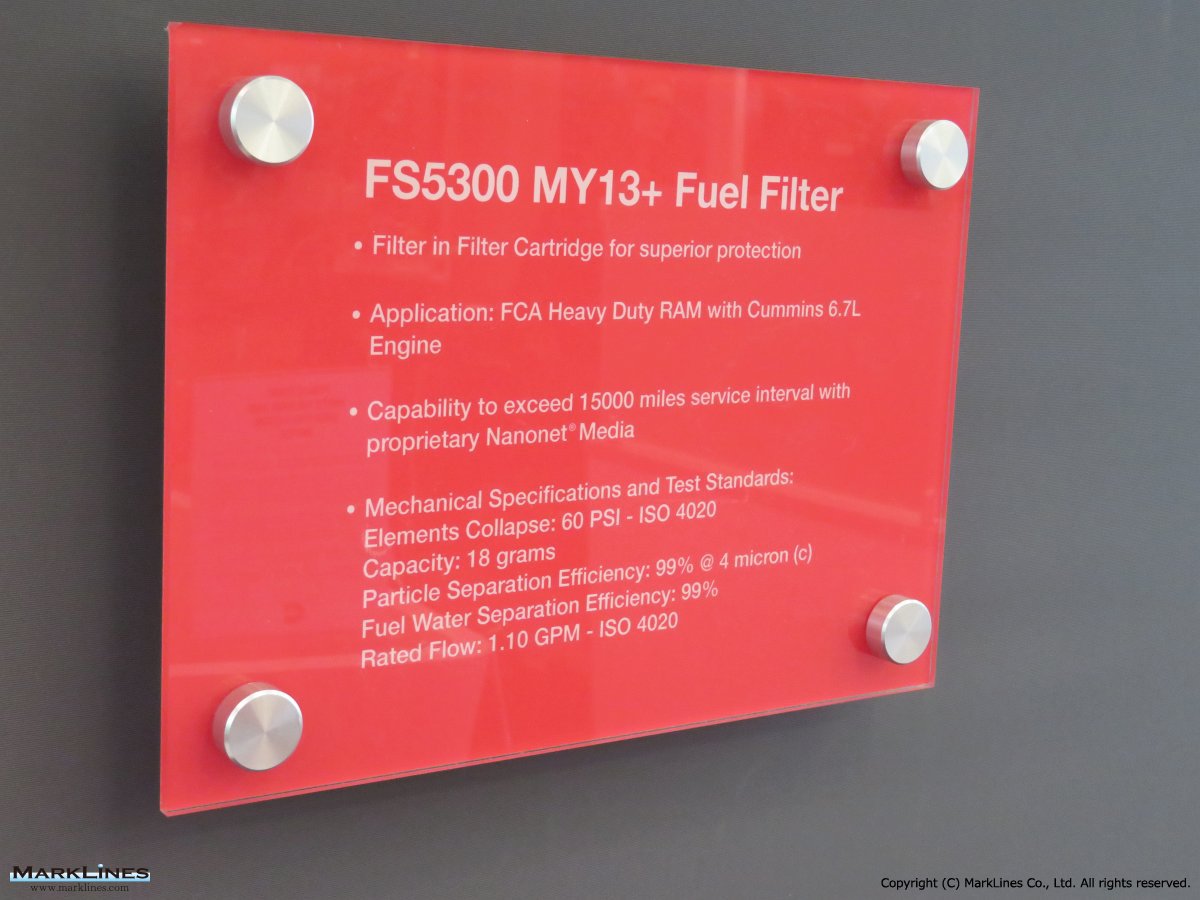 FS5300 MY13+ Fuel Filter
• Filter in Filter Cartridge for superior protection
• Application: FCA Heavy Duty RAM with Cummins 6.7L
Engine
• Capability to exceed 15000 miles service interval with
proprietary Nanonet® Media
• Mechanical Specifications and Test Standards:
Elements Collapse: 60 PSI - ISO 4020
Capacity: 18 grams
Particle Separation Efficiency: 99% @ 4 micron (c)
Fuel Water Separation Efficiency: 99%
Rated Flow: 1.10 GPM - ISO 4020
MARKLINES
www.marklines.com
Copyright (C) MarkLines Co., Ltd. All rights reserved.